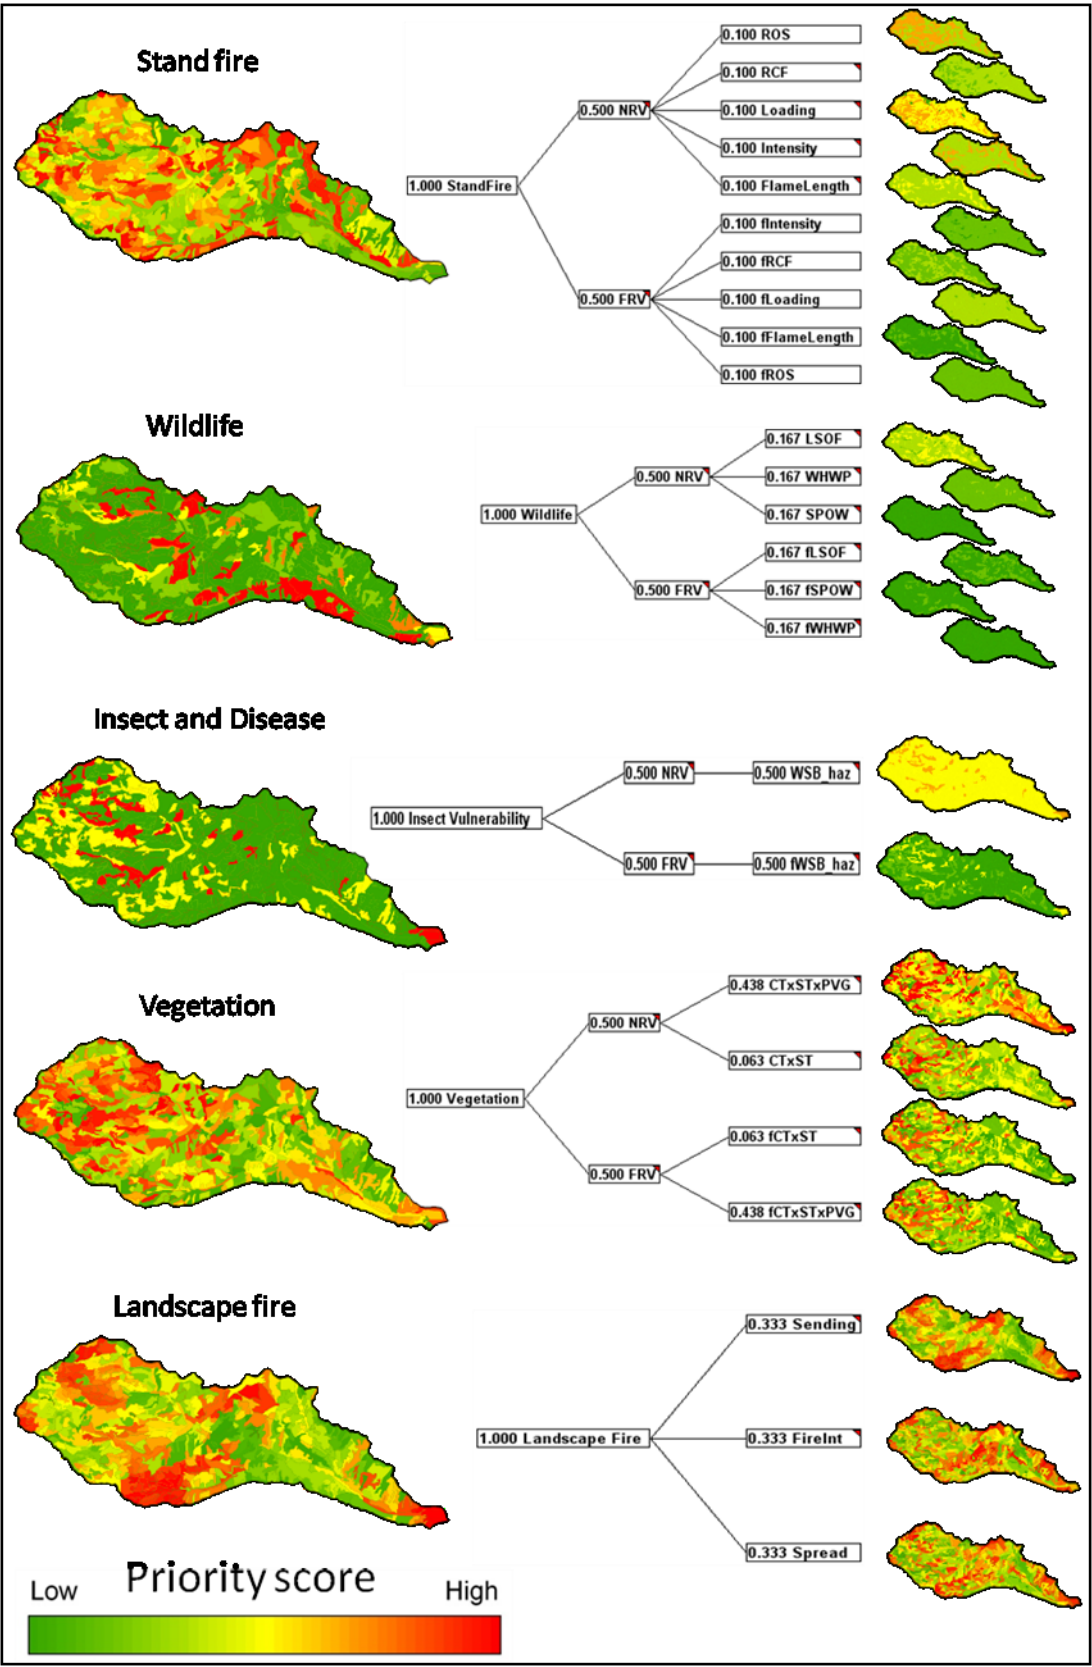 Stand fire
1.000 StandFire
0.500 NRV
0.100 ROS
0.100 RCF
0.100 Loading
0.100 Intensity
0.100 FlameLength
0.500 FRV
0.100 fIntensity
0.100 fRCF
0.100 fLoading
0.100 fFlameLength
0.100 fROS
Wildlife
1.000 Wildlife
0.500 NRV
0.167 LSOF
0.167 WHWP
0.167 SPOW
0.500 FRV
0.167 fLSOF
0.167 fSPOW
0.167 fWHWP
Insect and Disease
1.000 Insect Vulnerability
0.500 NRV
0.500 WSB_haz
0.500 FRV
0.500 fWSB_haz
Vegetation
1.000 Vegetation
0.500 NRV
0.438 CTxSTxPVG
0.063 CTxST
0.500 FRV
0.063 fCTxST
0.438 fCTxSTxPVG
Landscape fire
1.000 Landscape Fire
0.333 Sending
0.333 FireInt
0.333 Spread
Priority score
Low
High